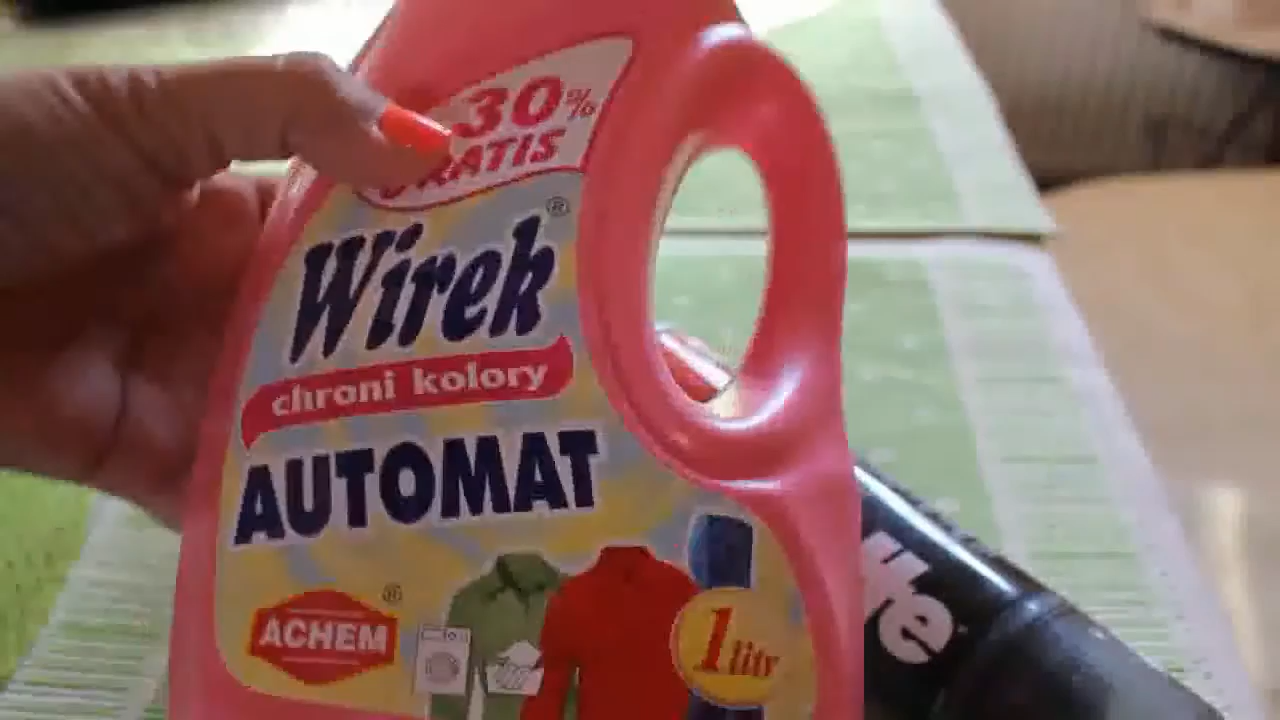 30%
GRATIS
Wirek®
chroni kolory
AUTOMAT
ACHEM®
1 litr